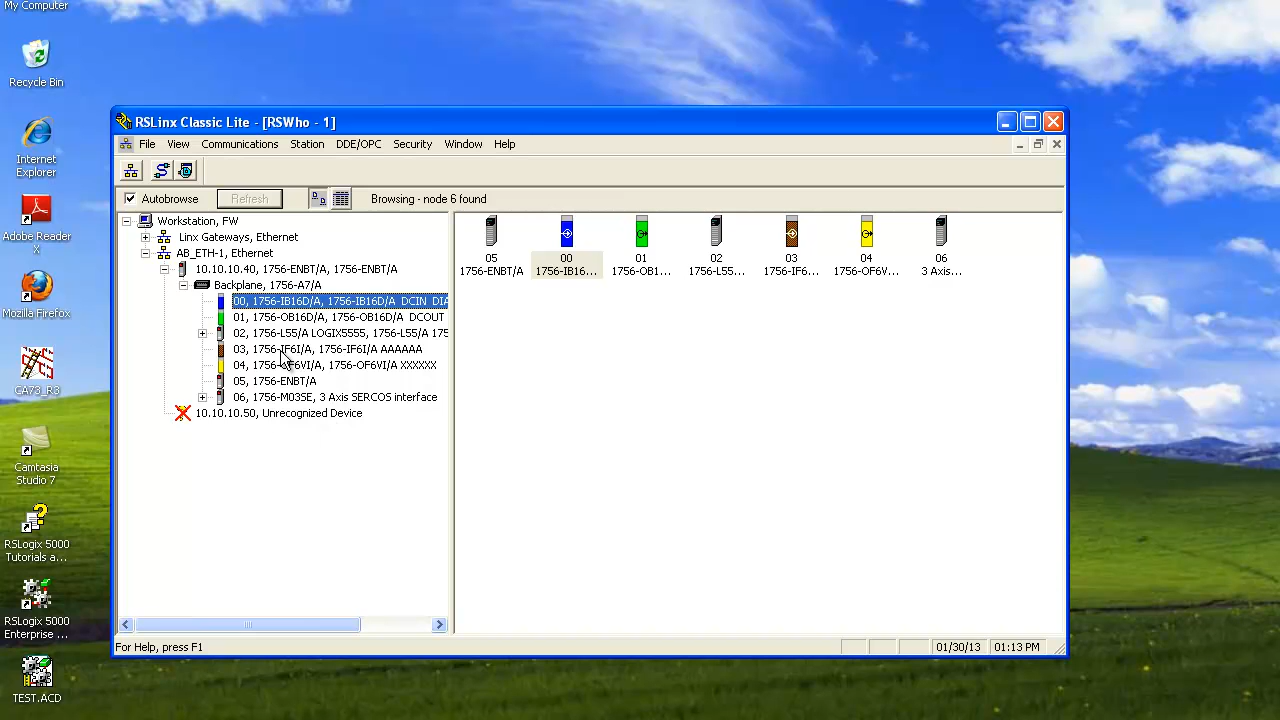 My Computer
Recycle Bin
Internet
Explorer
Adobe Reader
X
Mozilla Firefox
CA73_R3
Camtasia
Studio 7
RSLogix 5000
Tutorials a...
RSLogix 5000
Enterprise ...
TEST.ACD
RSLinx Classic Lite - [RSWho - 1]
File View Communications Station DDE/OPC Security Window Help
Autobrowse Refresh Browsing - node 6 found
Workstation, FW
Linx Gateways, Ethernet
AB_ETH-1, Ethernet
10.10.10.40, 1756-ENBT/A, 1756-ENBT/A
Backplane, 1756-A7/A
00, 1756-IB16D/A, 1756-IB16D/A DCIN DIA
01, 1756-OB16D/A, 1756-OB16D/A DCOUT
02, 1756-L55/A LOGIX5555, 1756-L55/A 175
03, 1756-IF6I/A, 1756-IF6I/A AAAAAA
04, 1756-OF6VI/A, 1756-OF6VI/A XXXXXX
05, 1756-ENBT/A
06, 1756-M03SE, 3 Axis SERCOS interface
10.10.10.50, Unrecognized Device
05 00 01 02 03 04 06
1756-ENBT/A 1756-IB16... 1756-OB1... 1756-L55... 1756-IF6... 1756-OF6V... 3 Axis...
For Help, press F1 01/30/13 01:13 PM